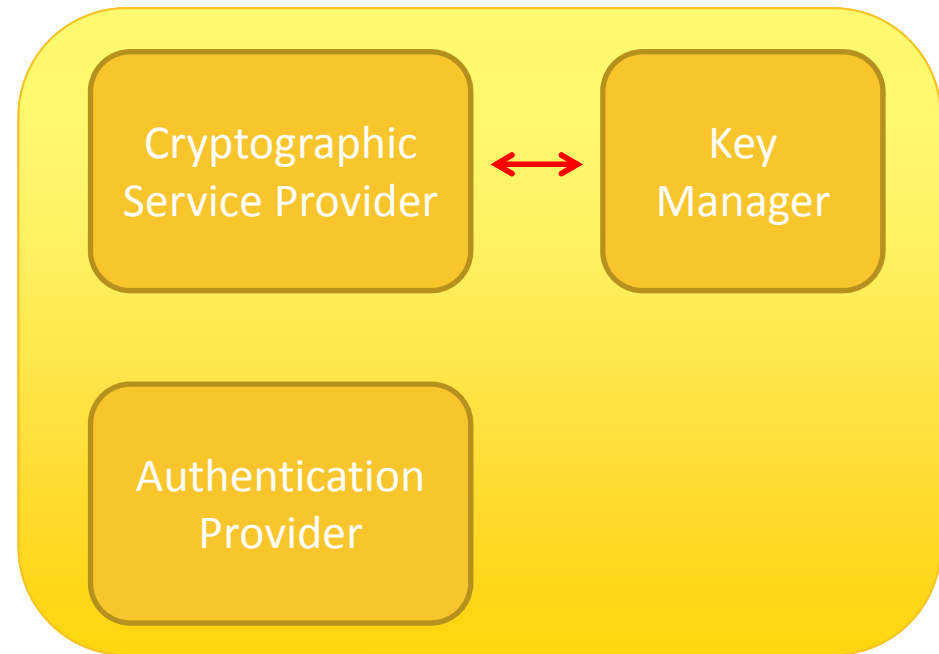 Cryptographic
Service Provider
Key
Manager
Authentication
Provider